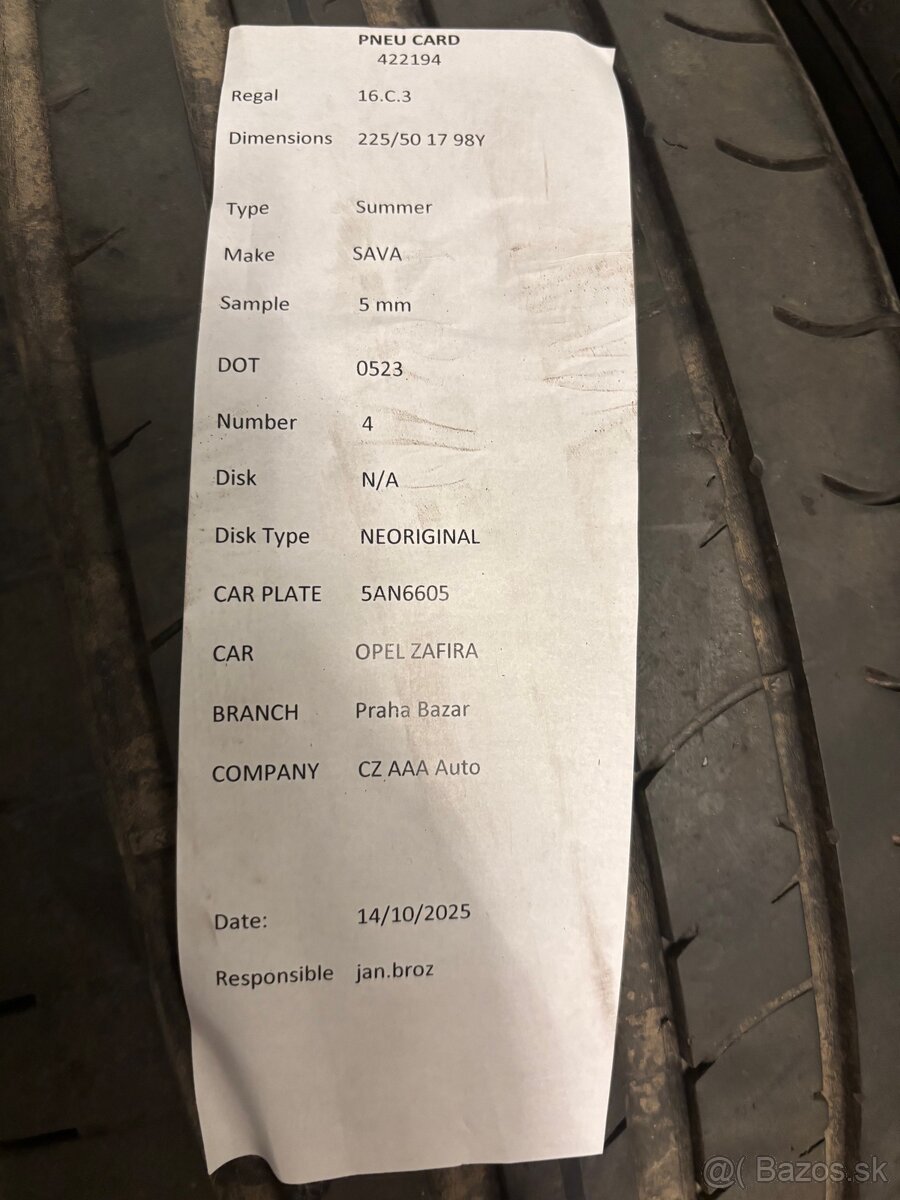 PNEU CARD
422194
Regal 16.C.3
Dimensions 225/50 17 98Y
Type Summer
Make SAVA
Sample 5 mm
DOT 0523
Number 4
Disk N/A
Disk Type NEORIGINAL
CAR PLATE 5AN6605
CAR OPEL ZAFIRA
BRANCH Praha Bazar
COMPANY CZ AAA Auto
Date: 14/10/2025
Responsible jan.broz
@( Bazos.sk